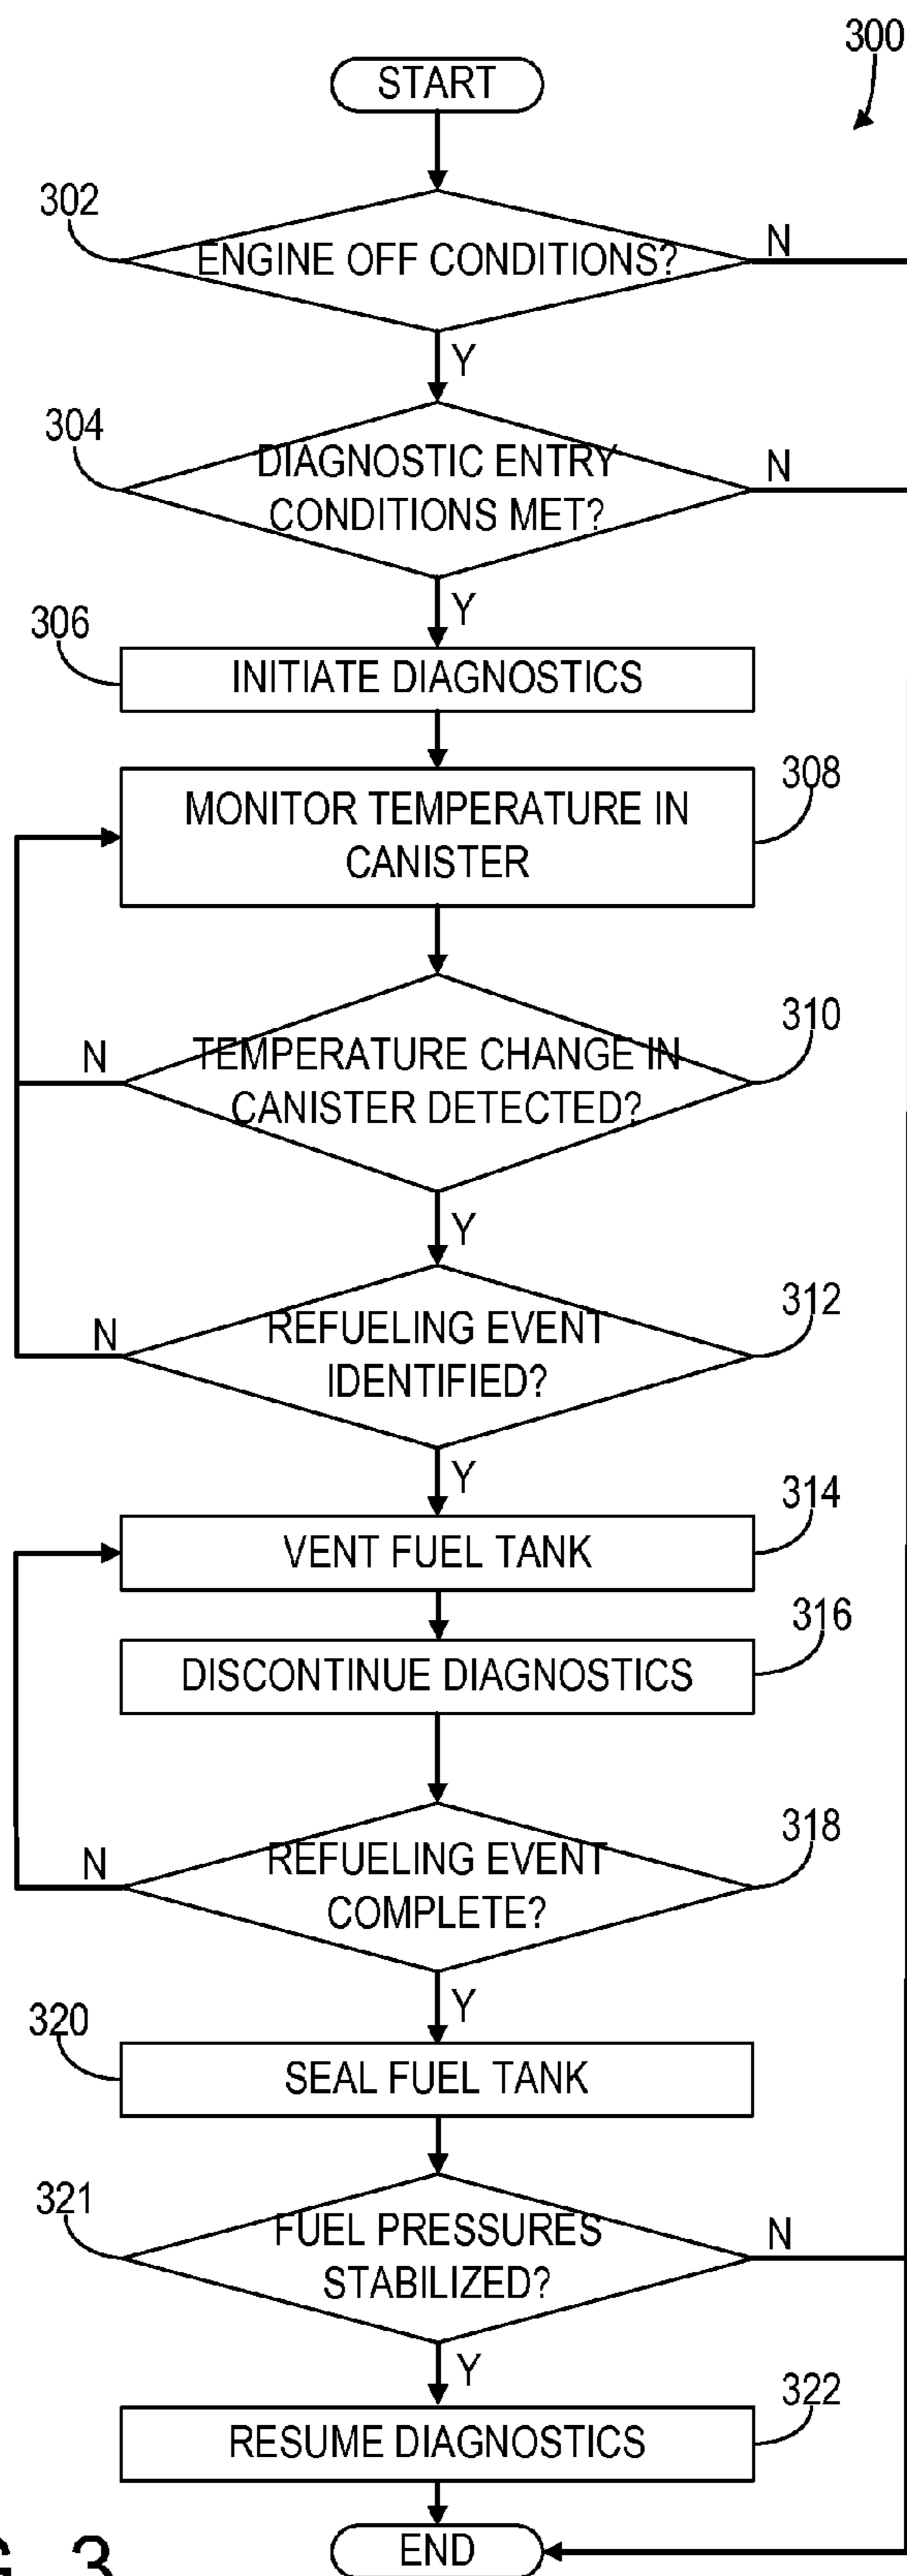 300
START
302
ENGINE OFF CONDITIONS?
N
Y
304
DIAGNOSTIC ENTRY
CONDITIONS MET?
N
Y
306
INITIATE DIAGNOSTICS
308
MONITOR TEMPERATURE IN
CANISTER
310
TEMPERATURE CHANGE IN
CANISTER DETECTED?
N
Y
312
REFUELING EVENT
IDENTIFIED?
N
Y
314
VENT FUEL TANK
316
DISCONTINUE DIAGNOSTICS
318
REFUELING EVENT
COMPLETE?
N
Y
320
SEAL FUEL TANK
321
FUEL PRESSURES
STABILIZED?
N
Y
322
RESUME DIAGNOSTICS
END
3